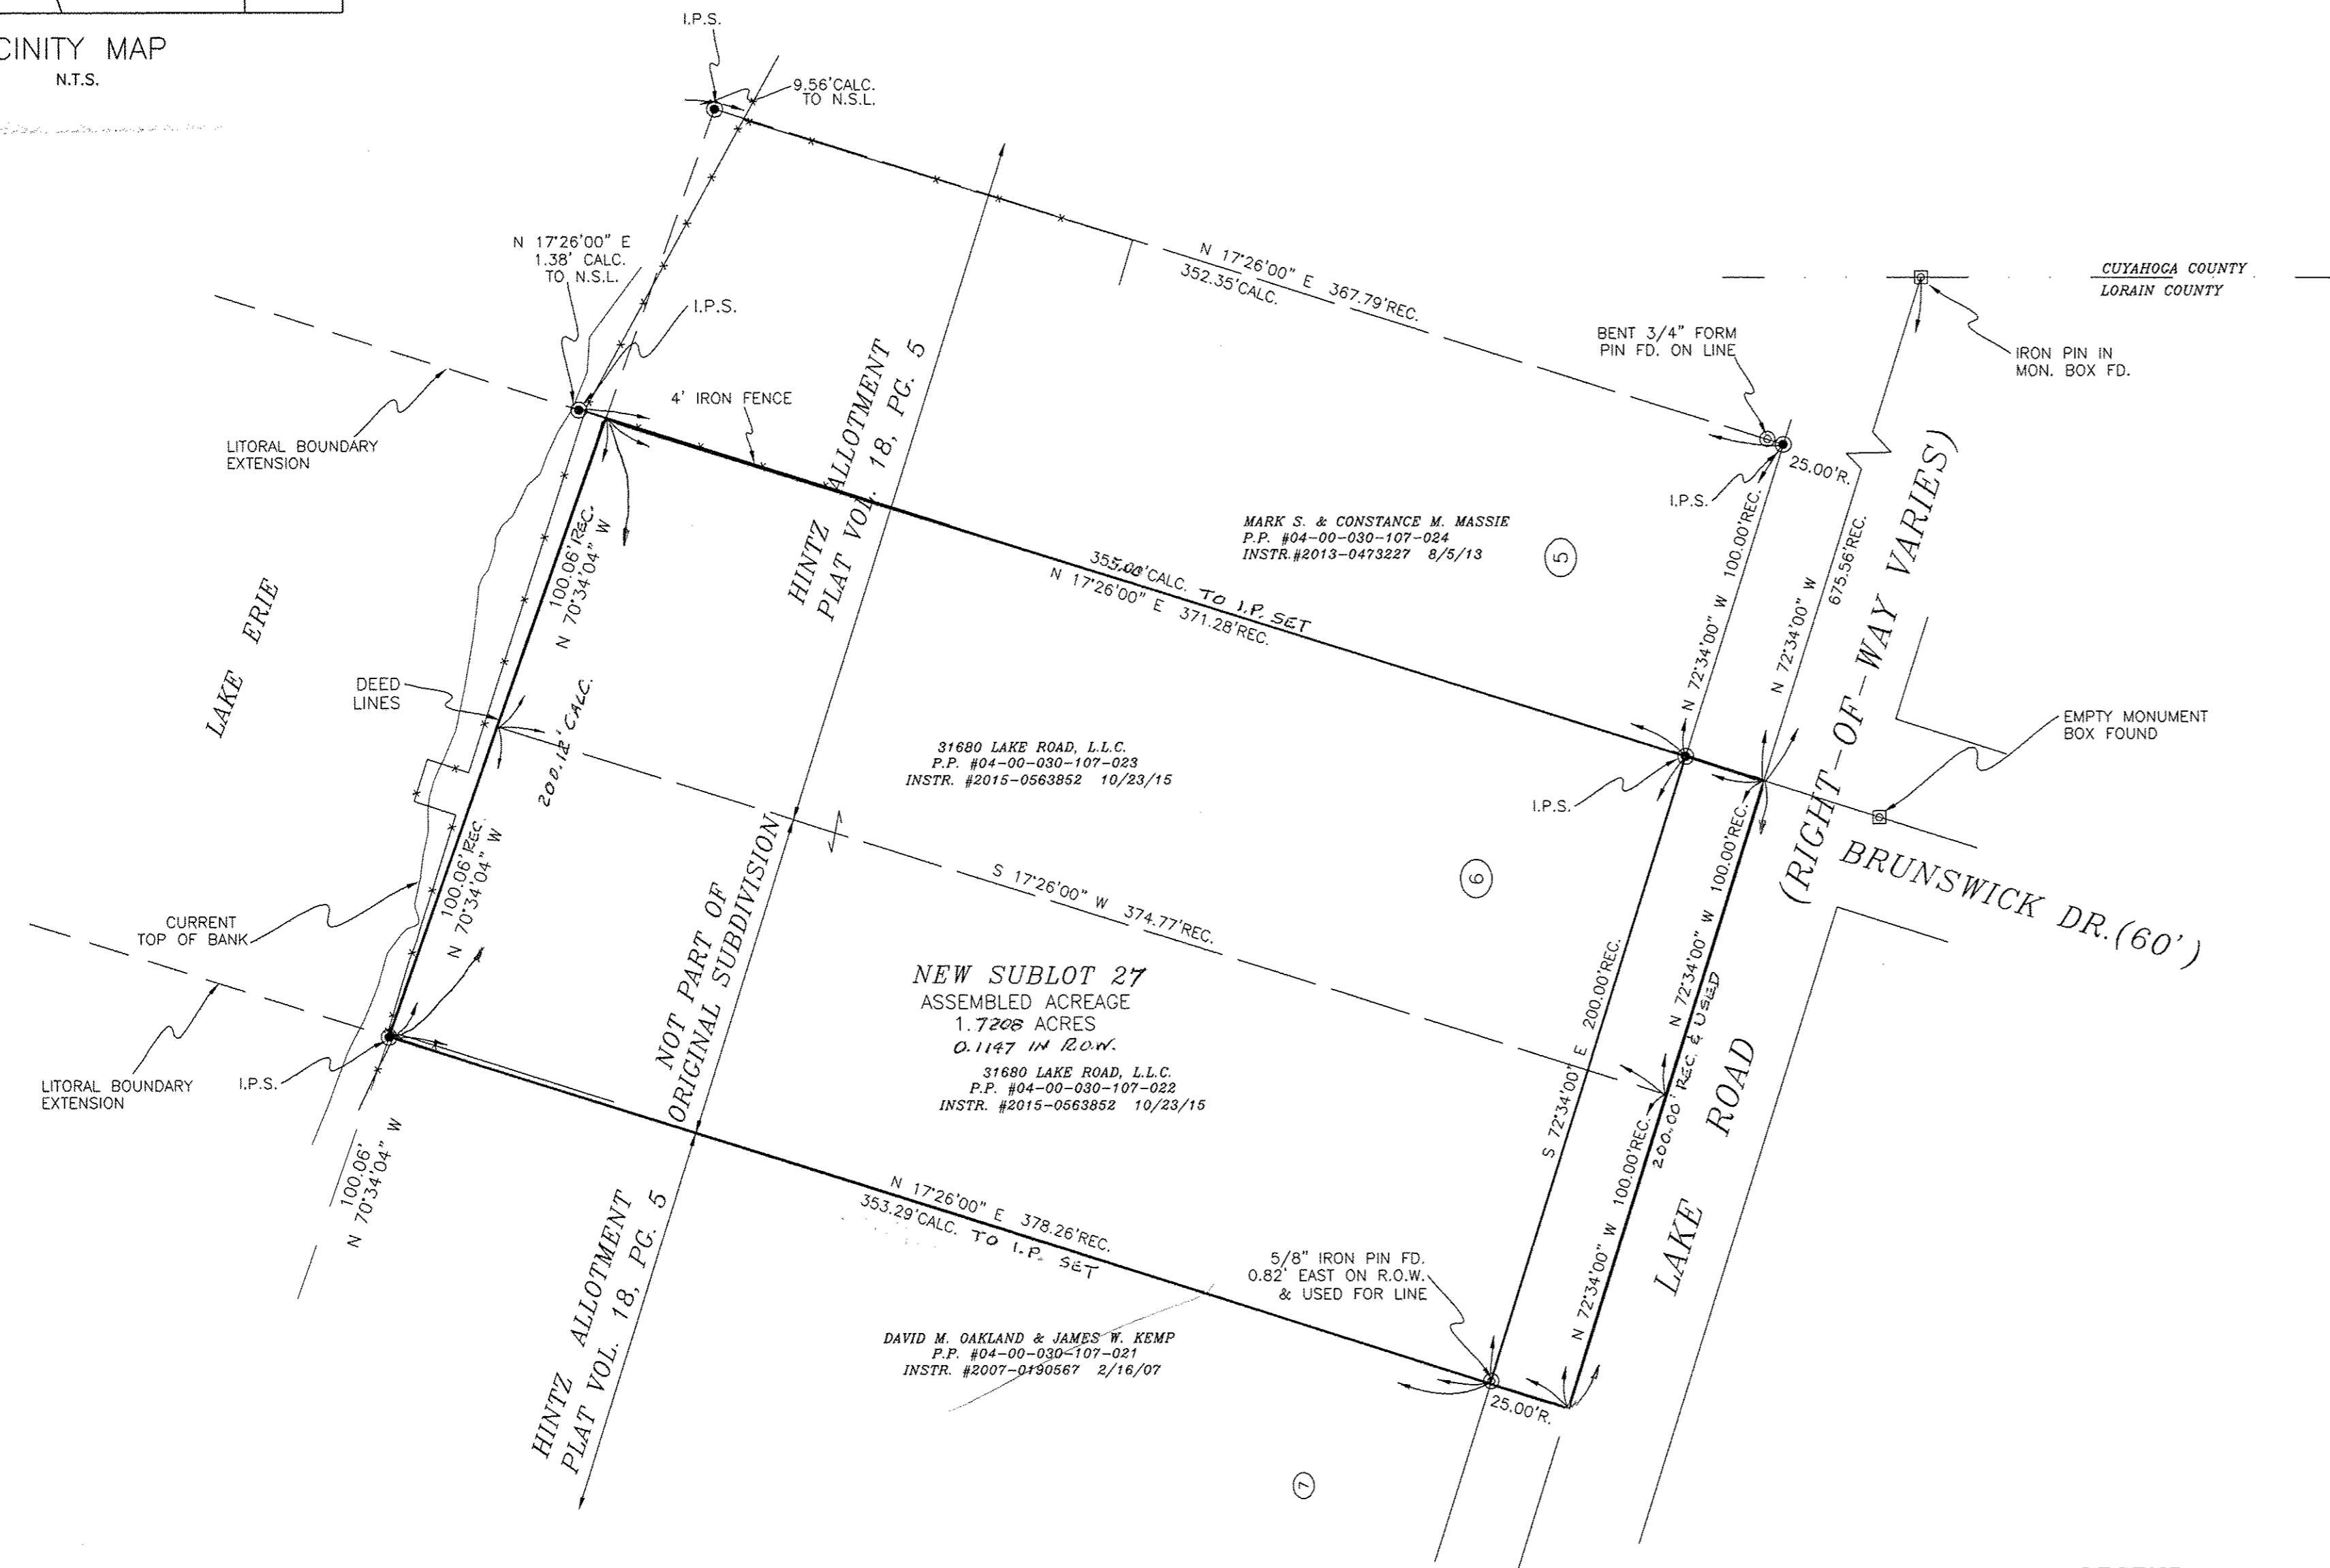 I.P.S.
CINITY MAP
N.T.S.
9.56'CALC.
TO N.S.L.
N 17°26'00" E
1.38' CALC.
TO N.S.L.
I.P.S.
N 17°26'00" E 367.79'REC.
352.35'CALC.
CUYAHOGA COUNTY
LORAIN COUNTY
BENT 3/4" FORM
PIN FD. ON LINE
IRON PIN IN
MON. BOX FD.
4' IRON FENCE
LITORAL BOUNDARY
EXTENSION
HINTZ ALLOTMENT
PLAT VOL. 18, PG. 5
25.00'R.
I.P.S.
MARK S. & CONSTANCE M. MASSIE
P.P. #04-00-030-107-024
INSTR.#2013-0473227 8/5/13
5
N 72°34'00" W 100.00'REC.
N 72°34'00" W
675.56'REC.
(RIGHT-OF-WAY VARIES)
100.06'REC.
N 70°34'04" W
355.00'CALC. TO I.P. SET
N 17°26'00" E 371.28'REC.
LAKE ERIE
DEED
LINES
200.12' CALC.
31680 LAKE ROAD, L.L.C.
P.P. #04-00-030-107-023
INSTR. #2015-0563852 10/23/15
EMPTY MONUMENT
BOX FOUND
I.P.S.
BRUNSWICK DR.(60')
100.06'REC.
N 70°34'04" W
S 17°26'00" W 374.77'REC.
6
N 72°34'00" W 100.00'REC.
CURRENT
TOP OF BANK
NOT PART OF
ORIGINAL SUBDIVISION
NEW SUBLOT 27
ASSEMBLED ACREAGE
1.7208 ACRES
0.1147 IN R.O.W.
31680 LAKE ROAD, L.L.C.
P.P. #04-00-030-107-022
INSTR. #2015-0563852 10/23/15
S 72°34'00" E 200.00'REC.
200.00' REC. & USED
LAKE ROAD
LITORAL BOUNDARY
EXTENSION
I.P.S.
100.06'
N 70°34'04" W
N 17°26'00" E 378.26'REC.
353.29'CALC. TO I.P. SET
N 72°34'00" W 100.00'REC.
5/8" IRON PIN FD.
0.82' EAST ON R.O.W.
& USED FOR LINE
HINTZ ALLOTMENT
PLAT VOL. 18, PG. 5
DAVID M. OAKLAND & JAMES W. KEMP
P.P. #04-00-030-107-021
INSTR. #2007-0190567 2/16/07
25.00'R.
7